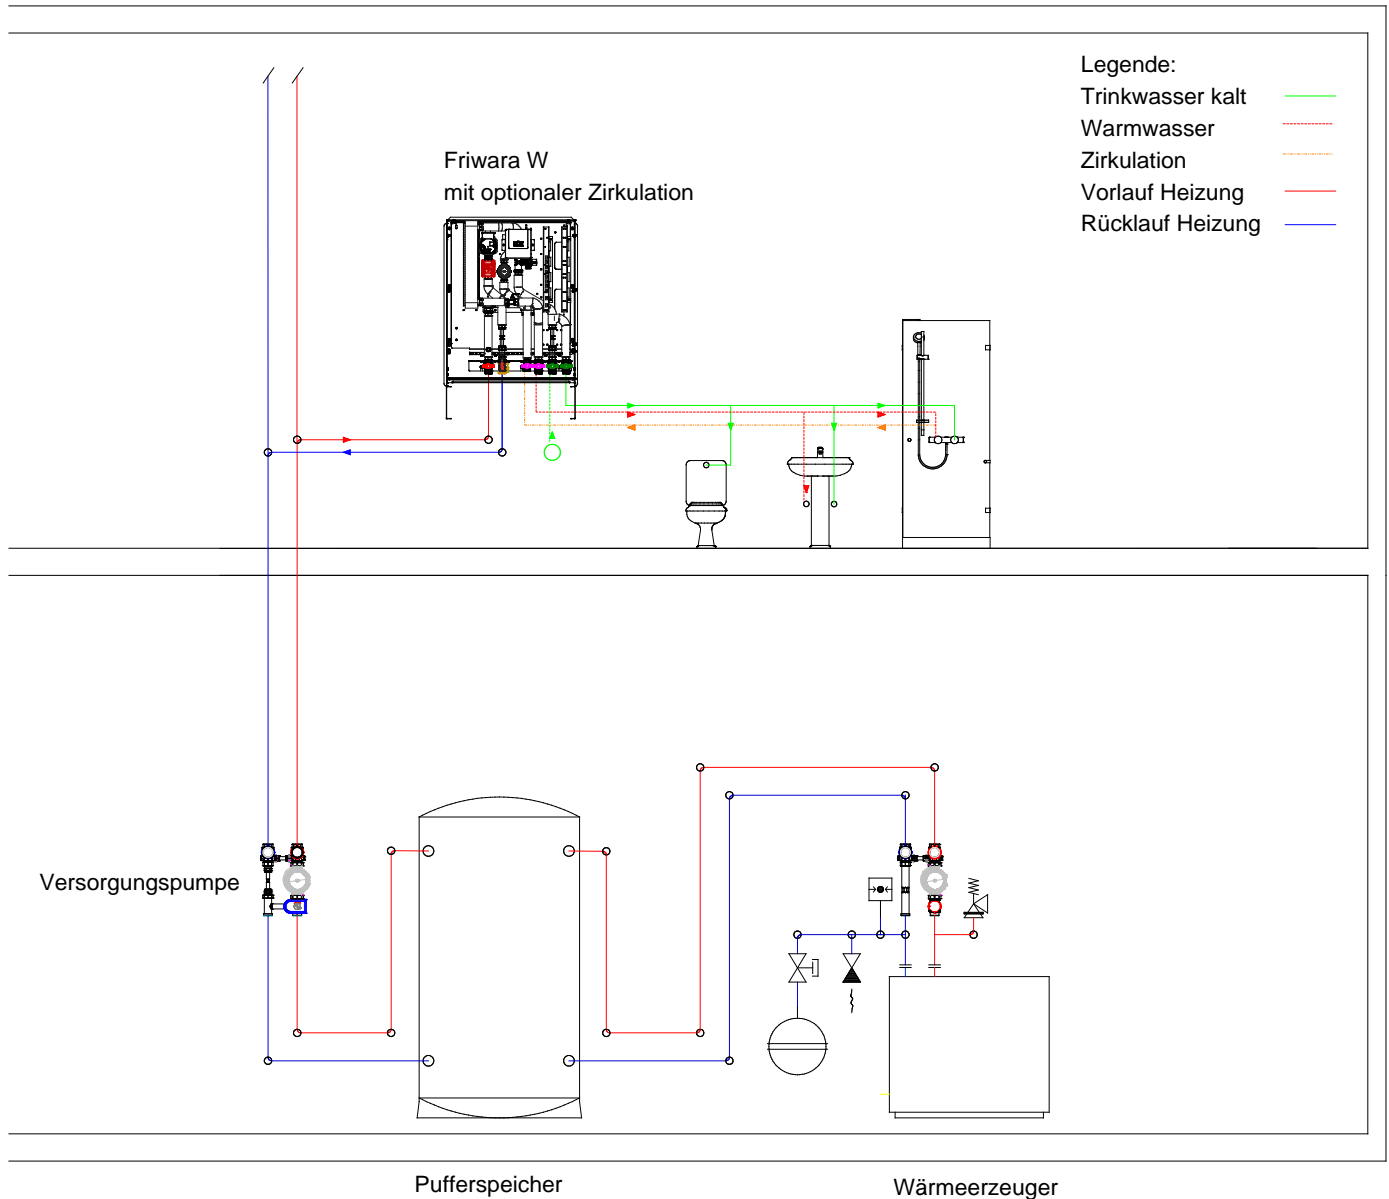 Legende:
Trinkwasser kalt
Warmwasser
Zirkulation
Vorlauf Heizung
Rücklauf Heizung
Friwara W
mit optionaler Zirkulation
Versorgungspumpe
Pufferspeicher
Wärmeerzeuger